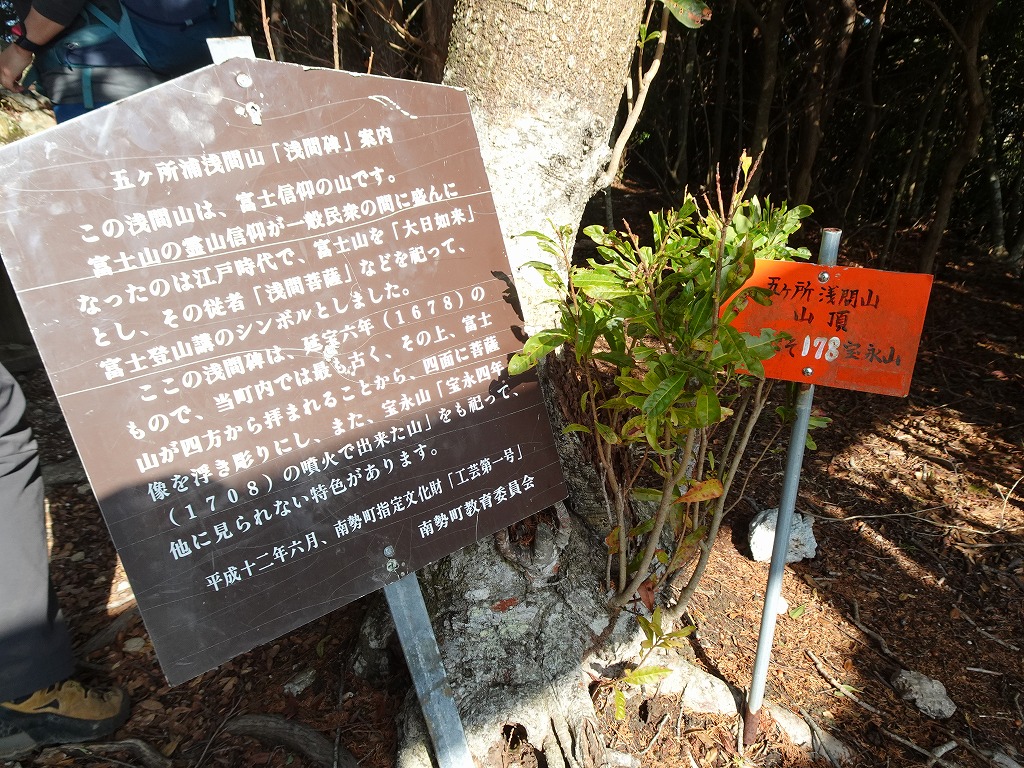 五ヶ所浦浅間山「浅間碑」案内
この浅間山は、富士信仰の山です。
富士山の霊山信仰が一般民衆の間に盛んに
なったのは江戸時代で、富士山を「大日如来」
とし、その従者「浅間菩薩」などを祀って、
富士登山講のシンボルとしました。
ここの浅間碑は、延宝六年(1678)の
もので、当町内では最も古く、その上、富士
山が四方から拝まれることから、四面に菩薩
像を浮き彫りにし、また、宝永山「宝永四年
(1708)の噴火で出来た山」をも祀って、
他に見られない特色があります。
平成十二年六月、南勢町指定文化財「工芸第一号」
南勢町教育委員会
五ヶ所浅間山
山頂
そ178宝永山